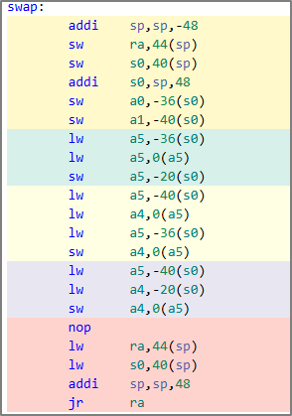 swap:
addi sp,sp,-48
sw ra,44(sp)
sw s0,40(sp)
addi s0,sp,48
sw a0,-36(s0)
sw a1,-40(s0)
lw a5,-36(s0)
lw a5,0(a5)
sw a5,-20(s0)
lw a5,-40(s0)
lw a4,0(a5)
lw a5,-36(s0)
sw a4,0(a5)
lw a5,-40(s0)
lw a4,-20(s0)
sw a4,0(a5)
nop
lw ra,44(sp)
lw s0,40(sp)
addi sp,sp,48
jr ra